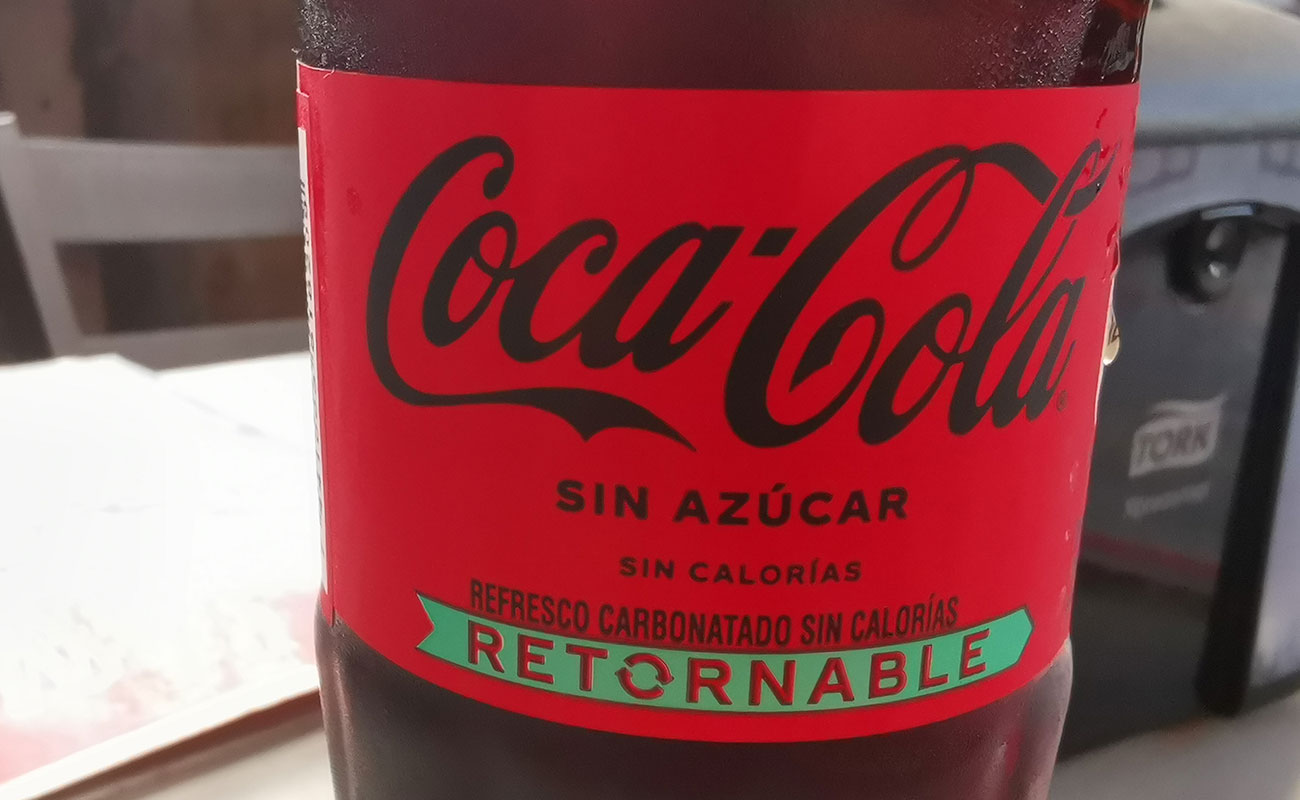 Coca-Cola®
SIN AZÚCAR
SIN CALORÍAS
REFRESCO CARBONATADO SIN CALORÍAS
RETORNABLE
TORK